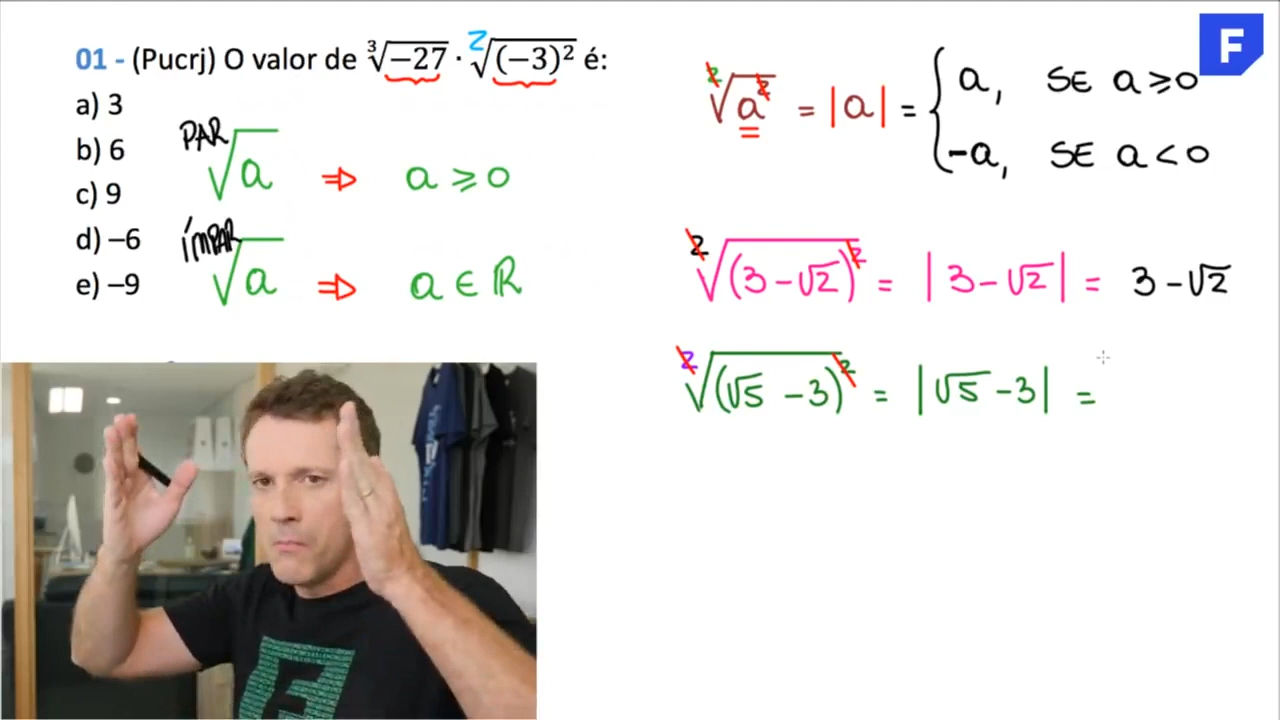 01 - (Pucrj) O valor de ∛−27 · ²√(−3)² é:
a) 3
b) 6
c) 9
d) −6
e) −9
PAR√a ⇒ a ⩾ 0
ÍMPAR√a ⇒ a ∈ ℝ
F
²√a² = |a| = { a, SE a ⩾ 0
−a, SE a < 0
²√(3 − √2)² = |3 − √2| = 3 − √2
²√(√5 − 3)² = |√5 − 3| =
F